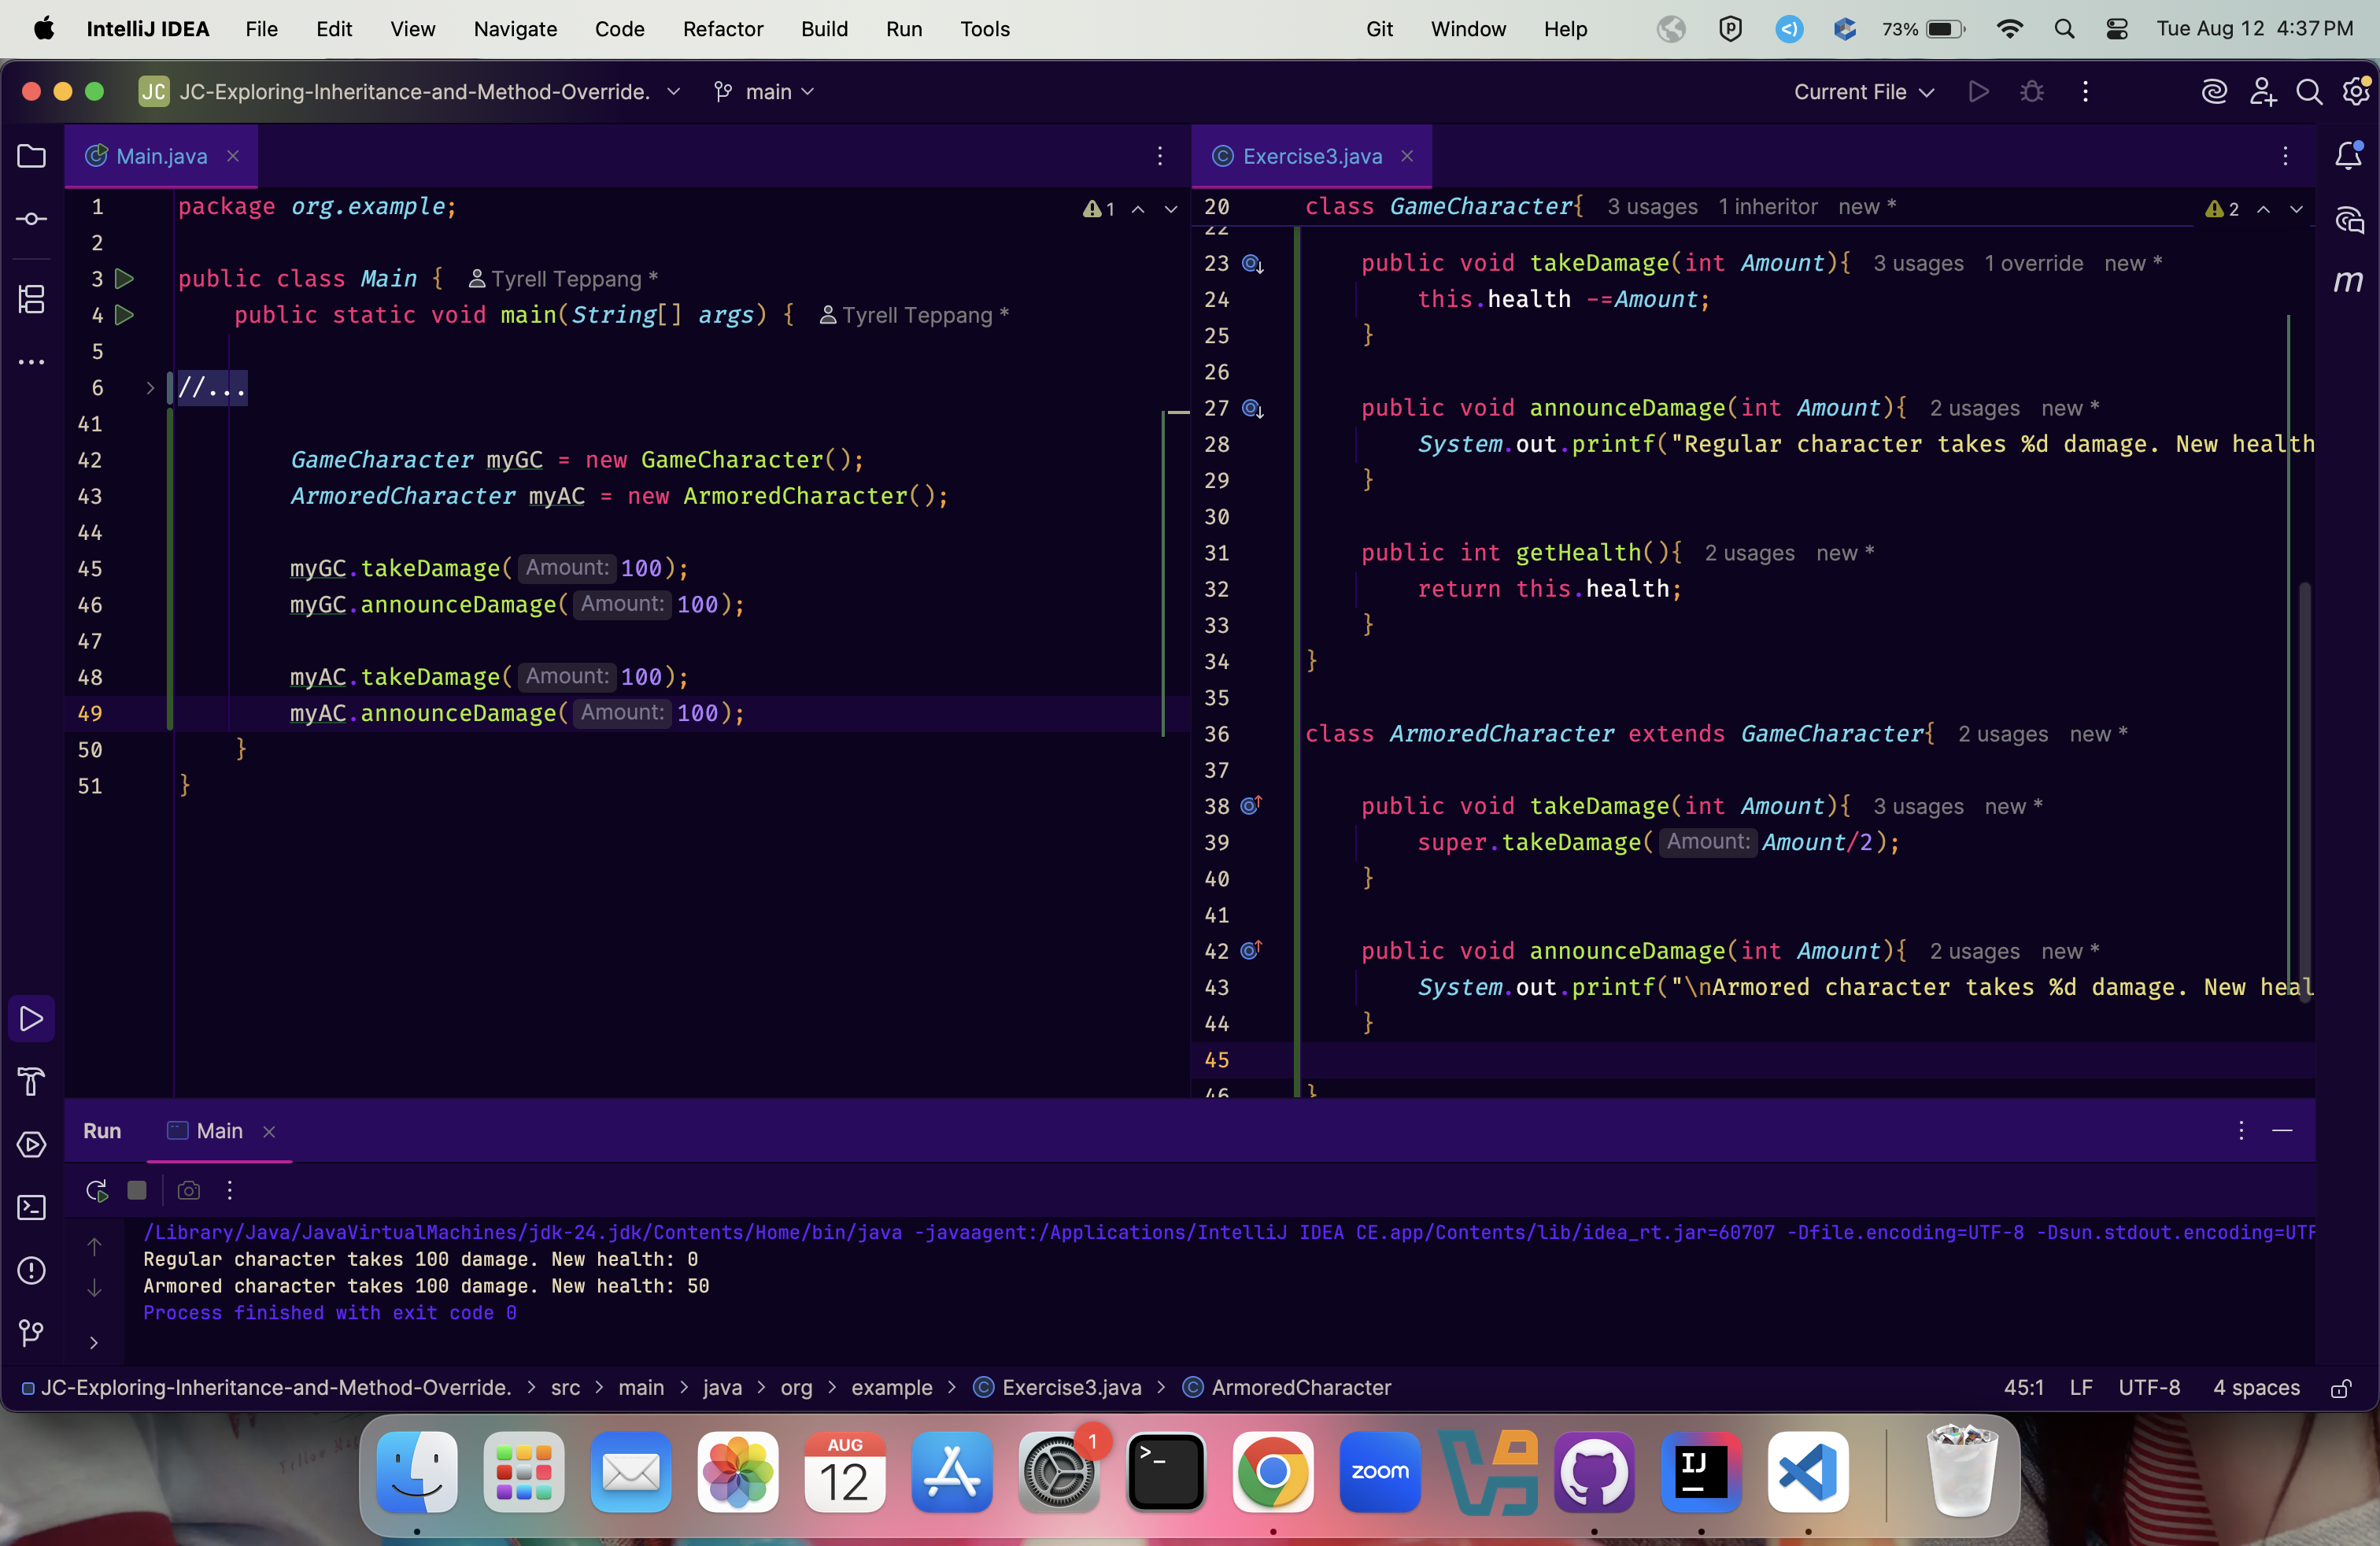 IntelliJ IDEA File Edit View Navigate Code Refactor Build Run Tools Git Window Help 73% Tue Aug 12 4:37 PM
JC JC-Exploring-Inheritance-and-Method-Override. main Current File
Main.java
1 package org.example;
2
3 public class Main { Tyrell Teppang *
4 public static void main(String[] args) { Tyrell Teppang *
5
6 //...
41
42 GameCharacter myGC = new GameCharacter();
43 ArmoredCharacter myAC = new ArmoredCharacter();
44
45 myGC.takeDamage( Amount: 100);
46 myGC.announceDamage( Amount: 100);
47
48 myAC.takeDamage( Amount: 100);
49 myAC.announceDamage( Amount: 100);
50 }
51 }
1
Exercise3.java
20 class GameCharacter{ 3 usages 1 inheritor new *
2
22
23 public void takeDamage(int Amount){ 3 usages 1 override new *
24 this.health -=Amount;
25 }
26
27 public void announceDamage(int Amount){ 2 usages new *
28 System.out.printf("Regular character takes %d damage. New health
29 }
30
31 public int getHealth(){ 2 usages new *
32 return this.health;
33 }
34 }
35
36 class ArmoredCharacter extends GameCharacter{ 2 usages new *
37
38 public void takeDamage(int Amount){ 3 usages new *
39 super.takeDamage( Amount: Amount/2);
40 }
41
42 public void announceDamage(int Amount){ 2 usages new *
43 System.out.printf("\nArmored character takes %d damage. New heal
44 }
45
46 }
m
Run Main
/Library/Java/JavaVirtualMachines/jdk-24.jdk/Contents/Home/bin/java -javaagent:/Applications/IntelliJ IDEA CE.app/Contents/lib/idea_rt.jar=60707 -Dfile.encoding=UTF-8 -Dsun.stdout.encoding=UTF
Regular character takes 100 damage. New health: 0
Armored character takes 100 damage. New health: 50
Process finished with exit code 0
JC-Exploring-Inheritance-and-Method-Override. > src > main > java > org > example > Exercise3.java > ArmoredCharacter 45:1 LF UTF-8 4 spaces
AUG
12
1
zoom
IJ